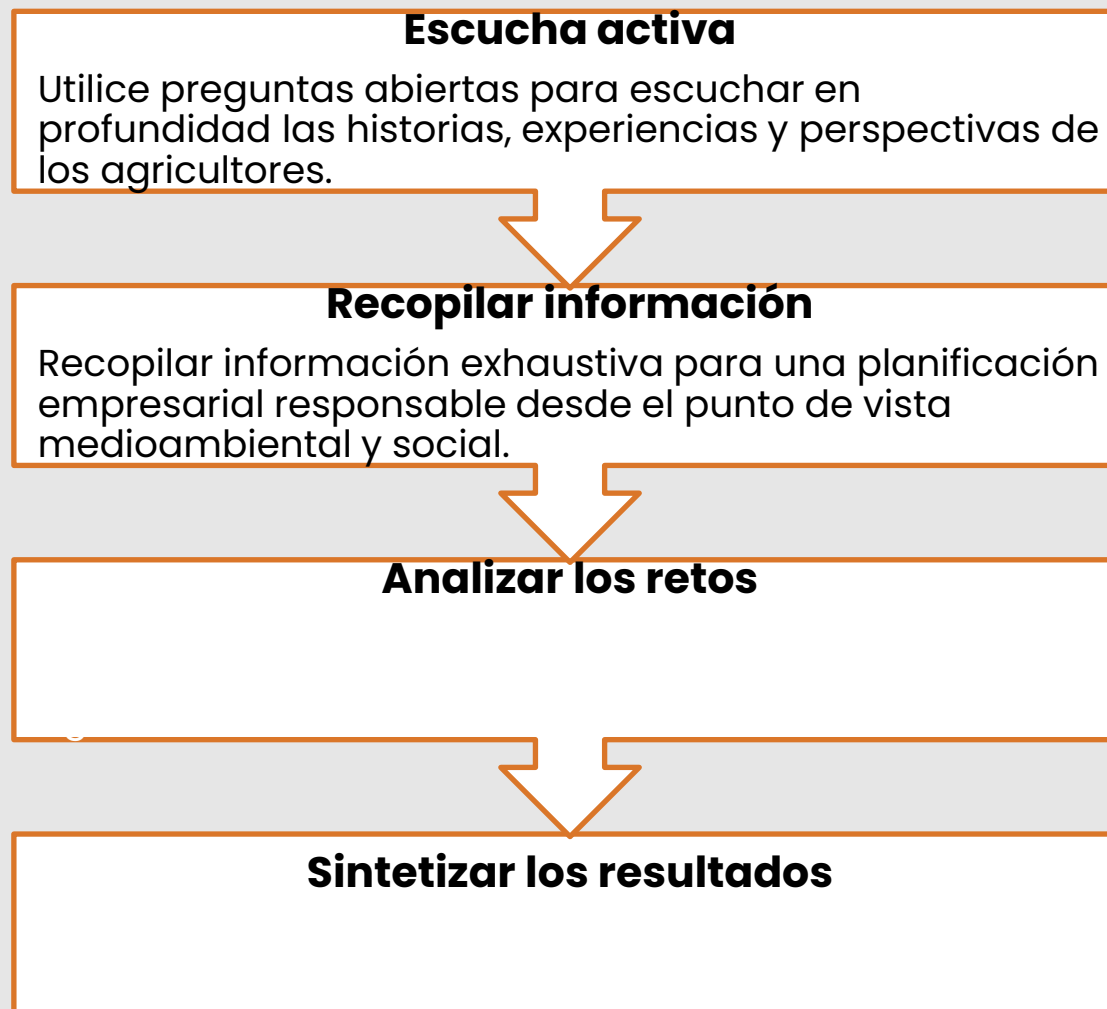 Escucha activa
Utilice preguntas abiertas para escuchar en
profundidad las historias, experiencias y perspectivas de
los agricultores.
Recopilar información
Recopilar información exhaustiva para una planificación
empresarial responsable desde el punto de vista
medioambiental y social.
Analizar los retos
Sintetizar los resultados